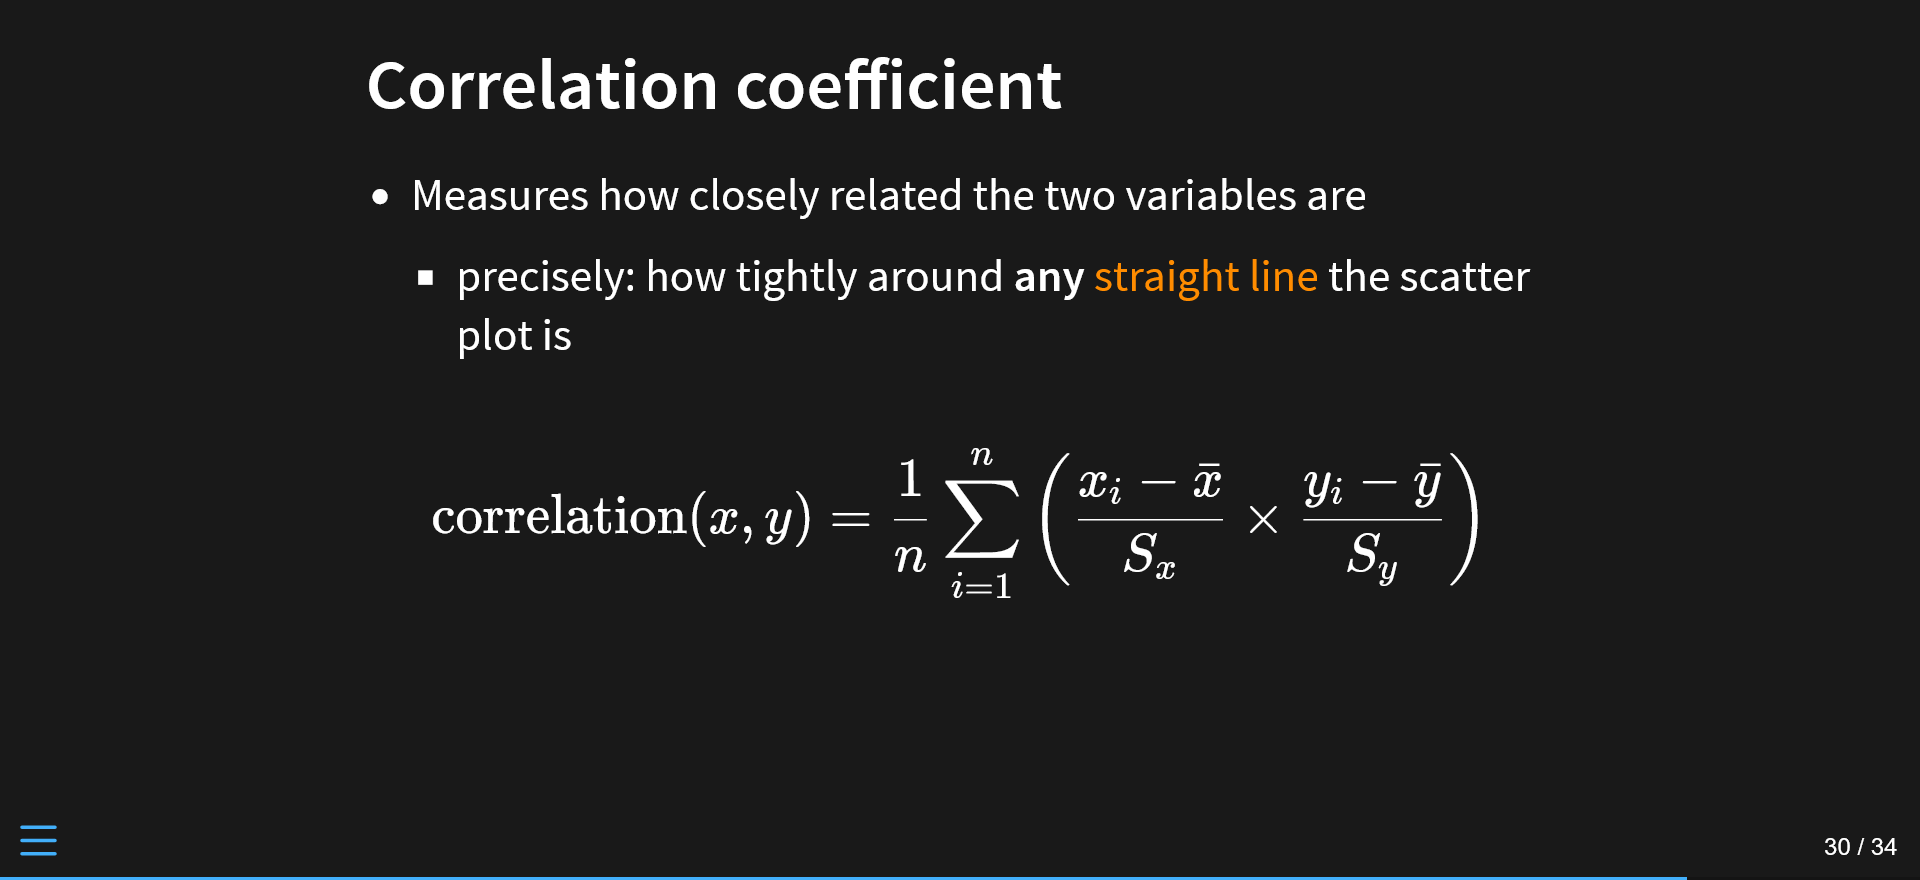 Correlation coefficient
• Measures how closely related the two variables are
▪ precisely: how tightly around any straight line the scatter
plot is
correlation(x, y) = \frac{1}{n} \sum_{i=1}^{n} \left( \frac{x_i - \bar{x}}{S_x} \times \frac{y_i - \bar{y}}{S_y} \right)
30 / 34